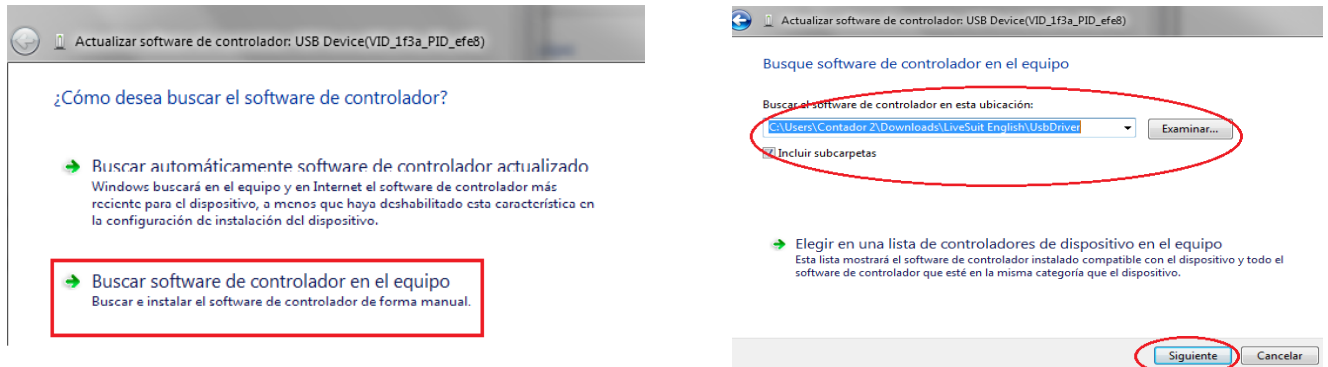 Actualizar software de controlador: USB Device(VID_1f3a_PID_efe8)
¿Cómo desea buscar el software de controlador?
Buscar automáticamente software de controlador actualizado
Windows buscará en el equipo y en Internet el software de controlador más
reciente para el dispositivo, a menos que haya deshabilitado esta característica en
la configuración de instalación del dispositivo.
Buscar software de controlador en el equipo
Buscar e instalar el software de controlador de forma manual.
Actualizar software de controlador: USB Device(VID_1f3a_PID_efe8)
Busque software de controlador en el equipo
Buscar el software de controlador en esta ubicación:
C:\Users\Contador 2\Downloads\LiveSuit English\UsbDriver
Examinar...
Incluir subcarpetas
Elegir en una lista de controladores de dispositivo en el equipo
Esta lista mostrará el software de controlador instalado compatible con el dispositivo y todo el
software de controlador que esté en la misma categoría que el dispositivo.
Siguiente
Cancelar